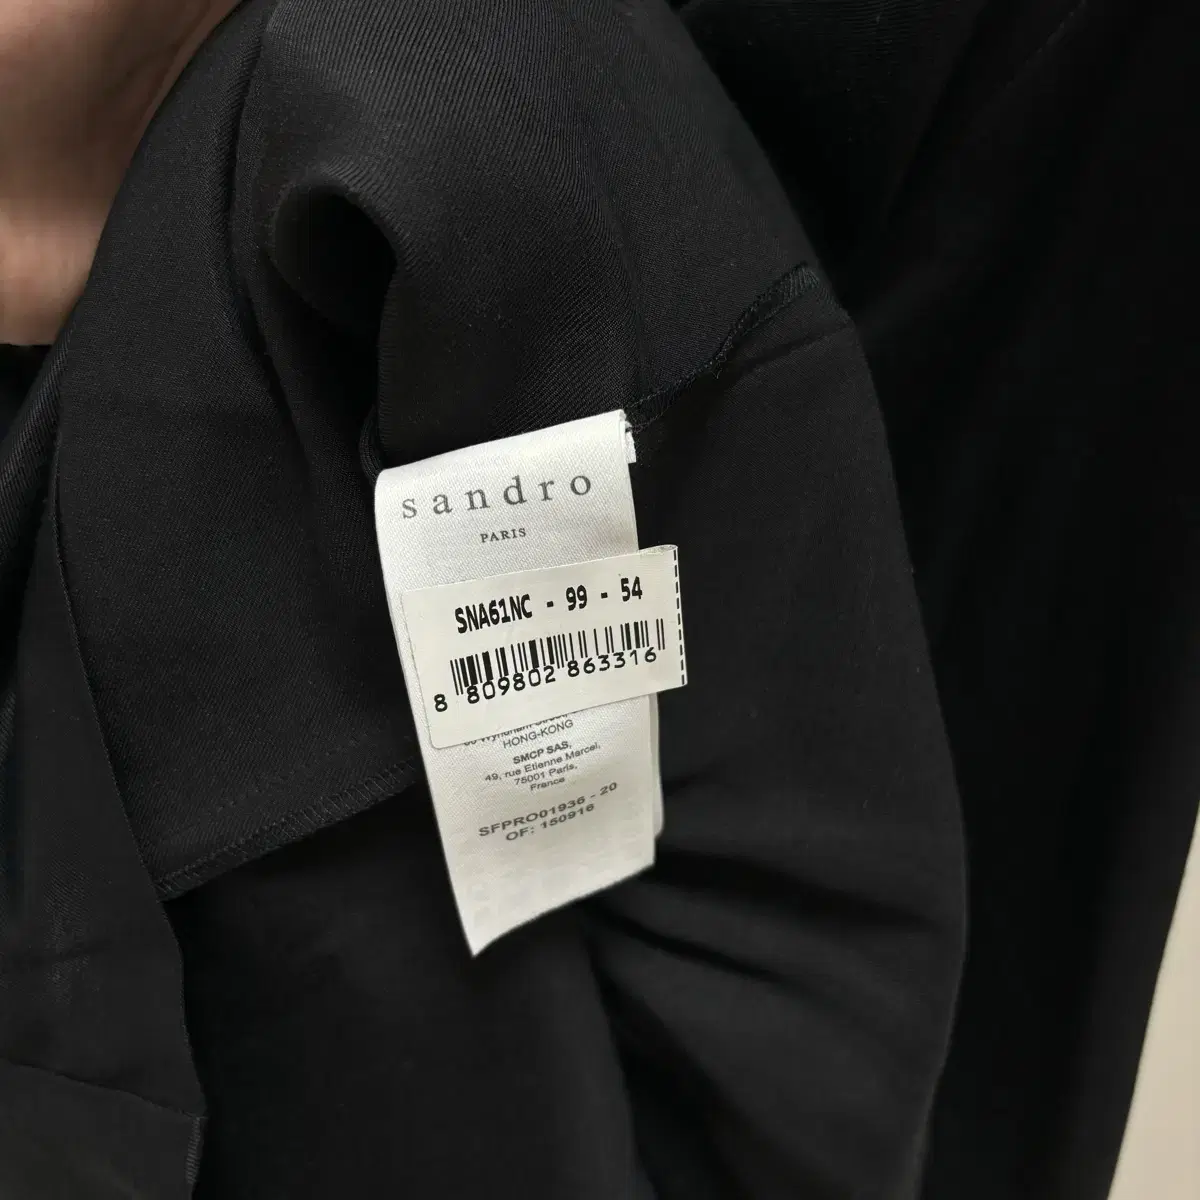 sandro
PARIS
SNA61NC - 99 - 54
8 809802 863316
HONG-KONG
SMCP SAS,
49, rue Etienne Marcel,
75001 Paris,
France
SFPRO01936 - 20
OF: 150916